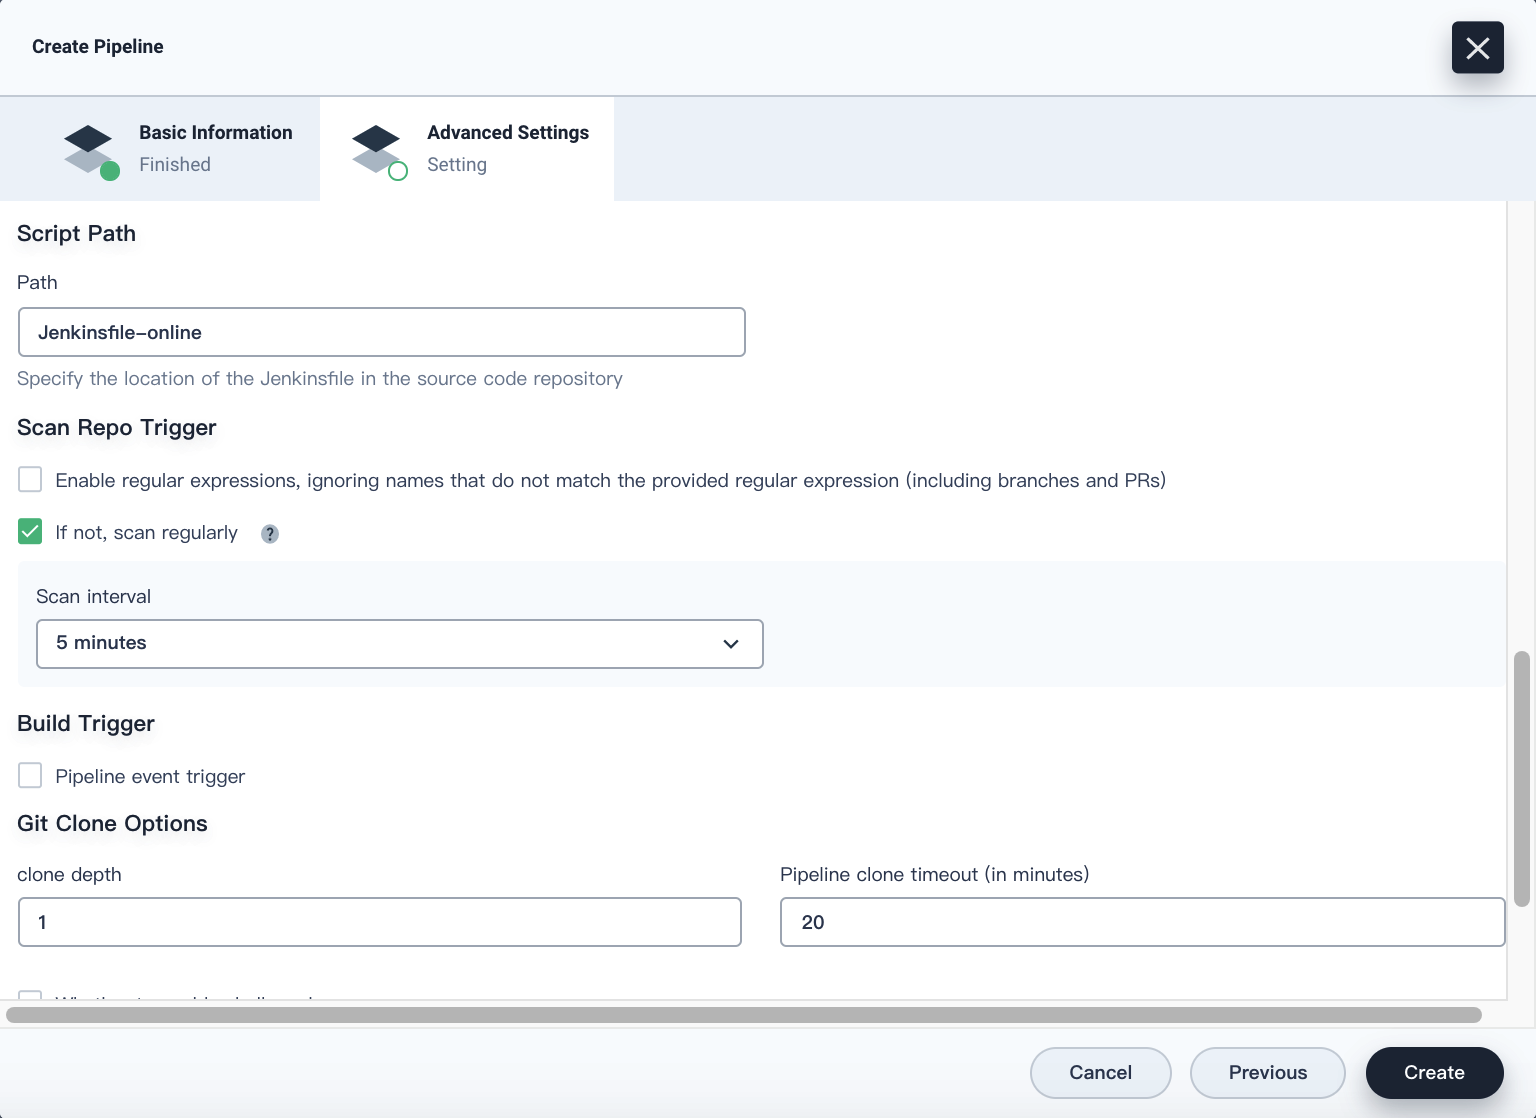 Create Pipeline
Basic Information
Finished
Advanced Settings
Setting
Script Path
Path
Jenkinsfile-online
Specify the location of the Jenkinsfile in the source code repository
Scan Repo Trigger
Enable regular expressions, ignoring names that do not match the provided regular expression (including branches and PRs)
If not, scan regularly ?
Scan interval
5 minutes
Build Trigger
Pipeline event trigger
Git Clone Options
clone depth
Pipeline clone timeout (in minutes)
1
20
Cancel
Previous
Create